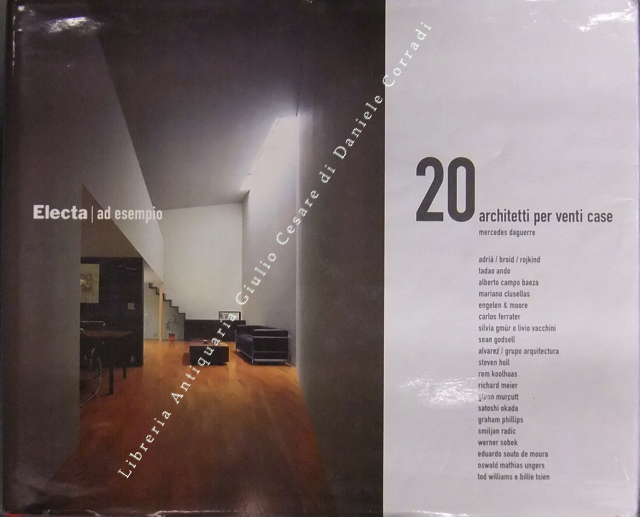 Electa | ad esempio
20 architetti per venti case
mercedes daguerre
adrià / broid / rojkind
tadao ando
alberto campo baeza
mariano clusellas
engelen & moore
carlos ferrater
silvia gmür e livio vacchini
sean godsell
alvarez / grupo arquitectura
steven holl
rem koolhaas
richard meier
glenn murcutt
satoshi okada
graham phillips
smiljan radic
werner sobek
eduardo souto de moura
oswald mathias ungers
tod williams e billie tsien
Libreria Antiquaria Giulio Cesare di Daniele Corradi